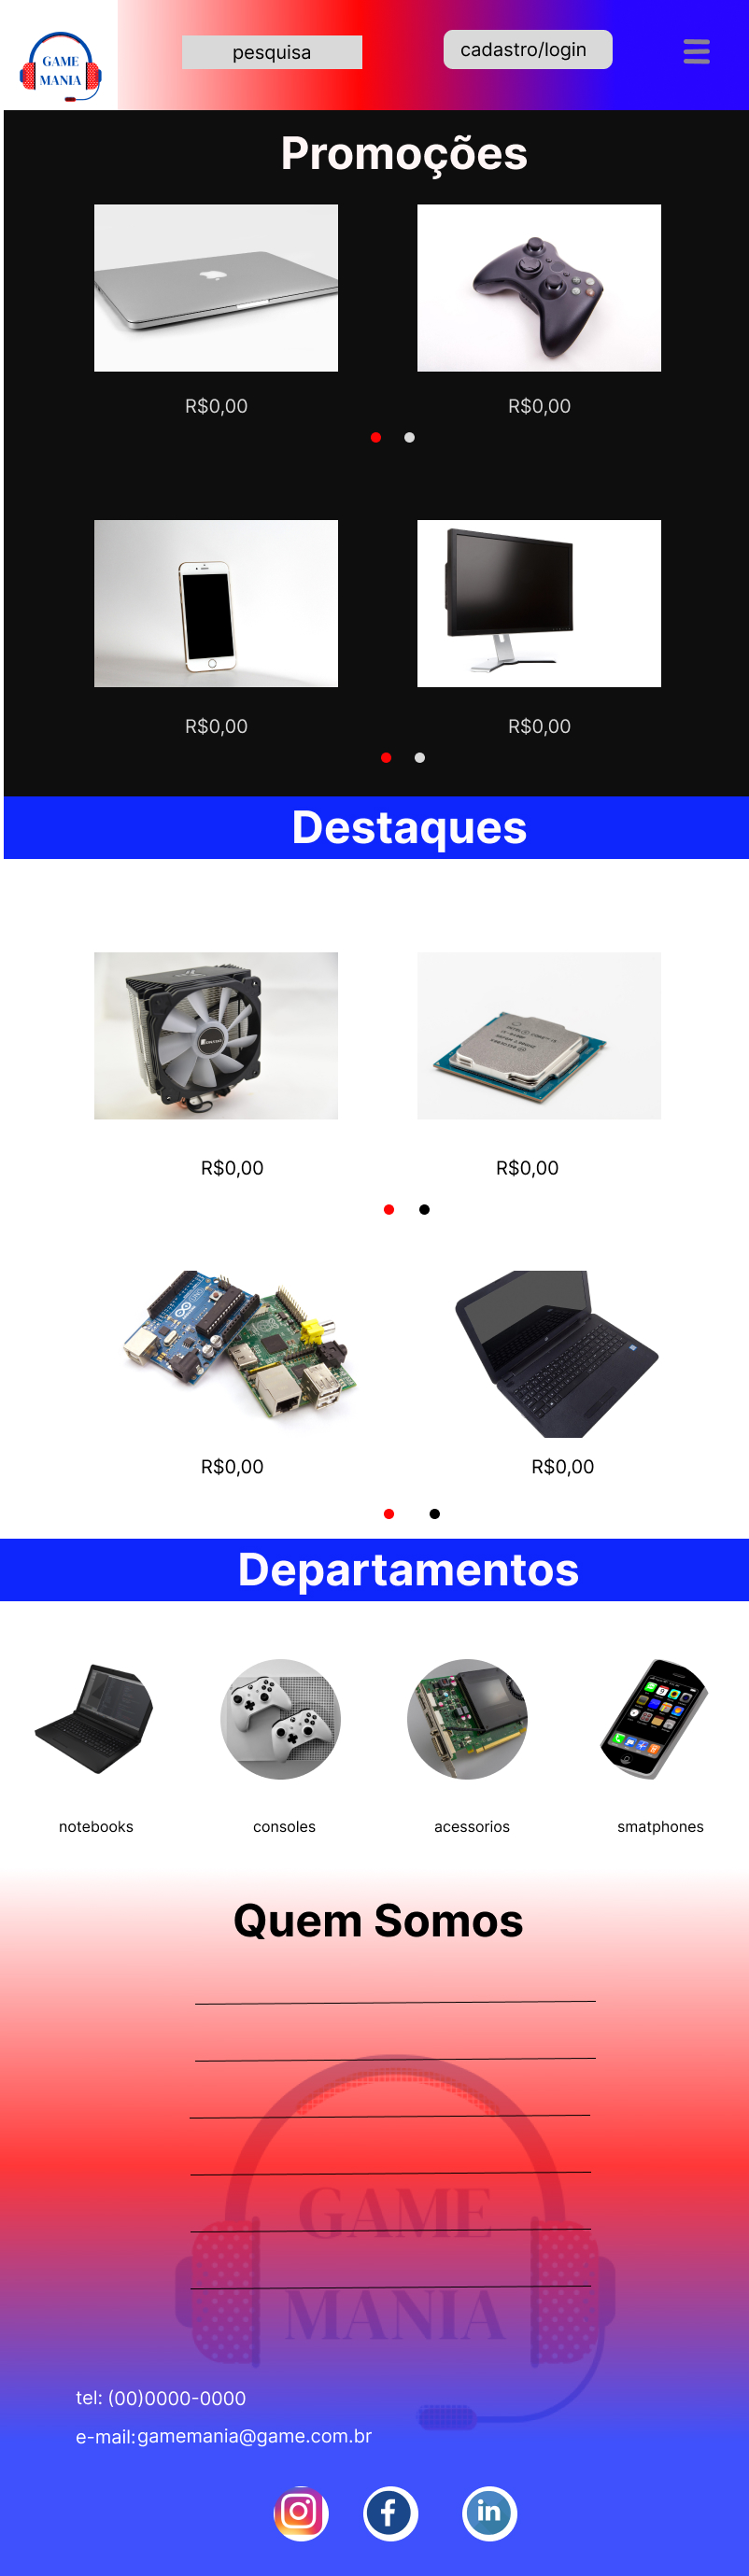 GAME
MANIA
pesquisa
cadastro/login
Promoções
R$0,00
R$0,00
R$0,00
R$0,00
Destaques
R$0,00
R$0,00
R$0,00
R$0,00
Departamentos
notebooks
consoles
acessorios
smatphones
Quem Somos
GAME
MANIA
tel: (00)0000-0000
e-mail:gamemania@game.com.br
in